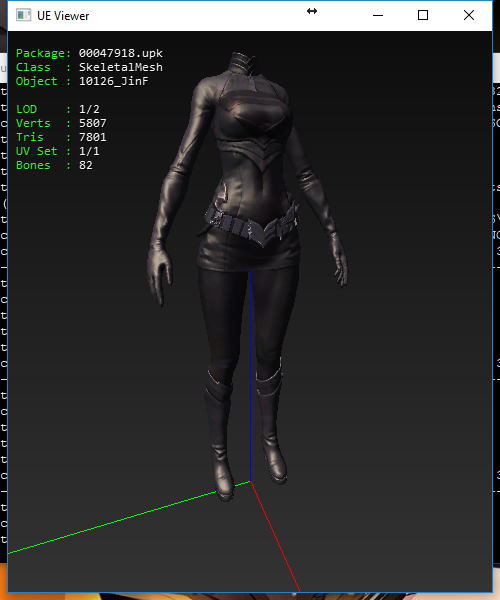 UE Viewer
Package: 00047918.upk
Class : SkeletalMesh
Object : 10126_JinF
LOD : 1/2
Verts : 5807
Tris : 7801
UV Set : 1/1
Bones : 82